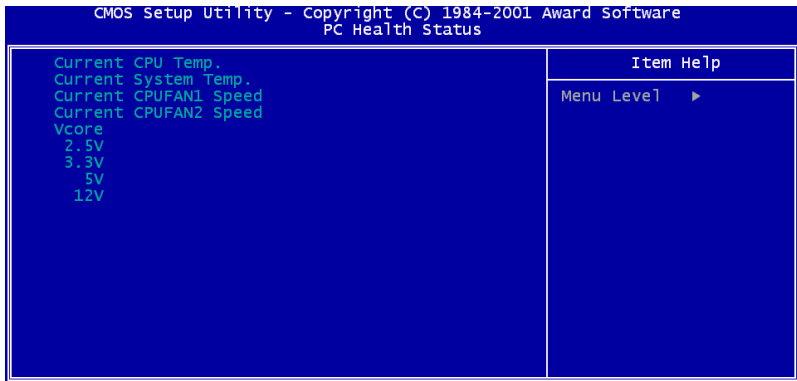 CMOS Setup Utility - Copyright (C) 1984-2001 Award Software
PC Health Status
Current CPU Temp.
Current System Temp.
Current CPUFAN1 Speed
Current CPUFAN2 Speed
Vcore
2.5V
3.3V
5V
12V
Item Help
Menu Level ►